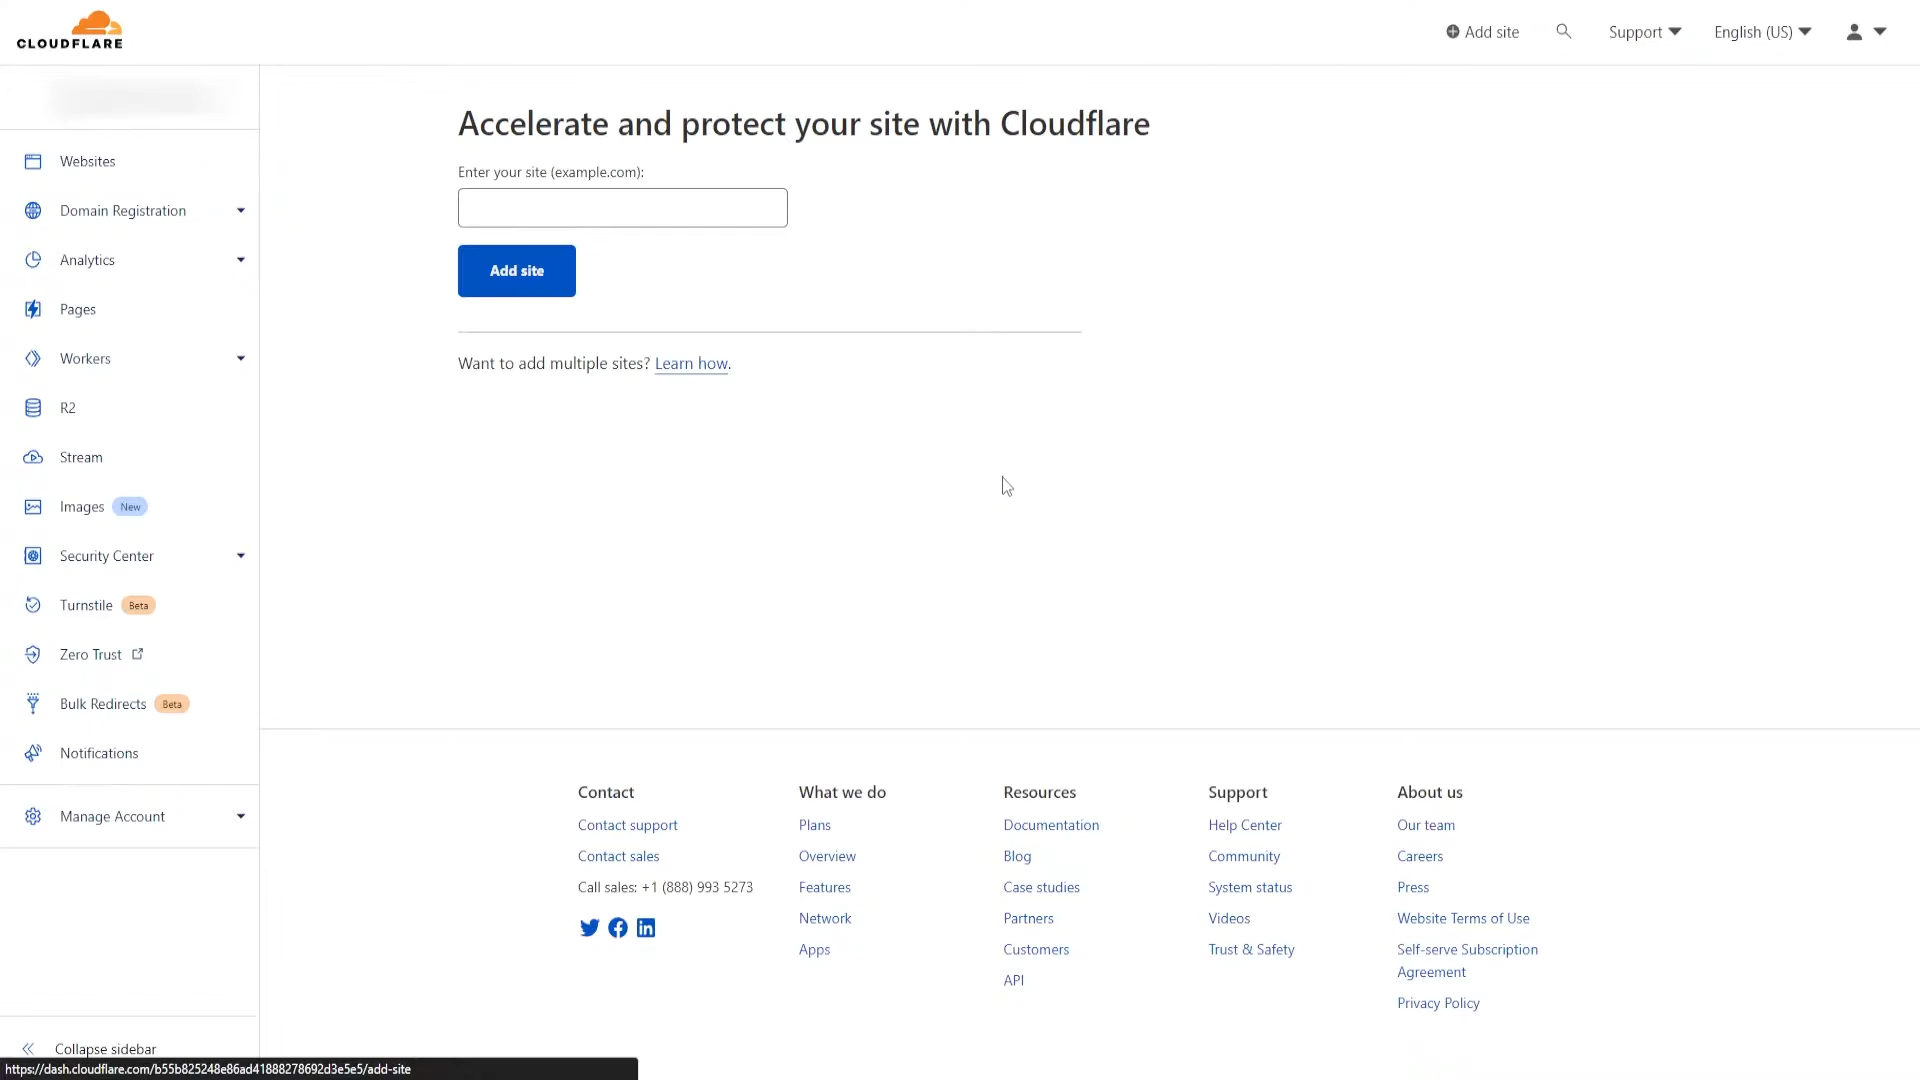 CLOUDFLARE
Add site
Support
English (US)
Websites
Domain Registration
Analytics
Pages
Workers
R2
Stream
Images New
Security Center
Turnstile Beta
Zero Trust
Bulk Redirects Beta
Notifications
Manage Account
Collapse sidebar
Accelerate and protect your site with Cloudflare
Enter your site (example.com):
Add site
Want to add multiple sites? Learn how.
Contact
Contact support
Contact sales
Call sales: +1 (888) 993 5273
What we do
Plans
Overview
Features
Network
Apps
Resources
Documentation
Blog
Case studies
Partners
Customers
API
Support
Help Center
Community
System status
Videos
Trust & Safety
About us
Our team
Careers
Press
Website Terms of Use
Self-serve Subscription
Agreement
Privacy Policy
https://dash.cloudflare.com/b55b825248e86ad41888278692d3e5e5/add-site